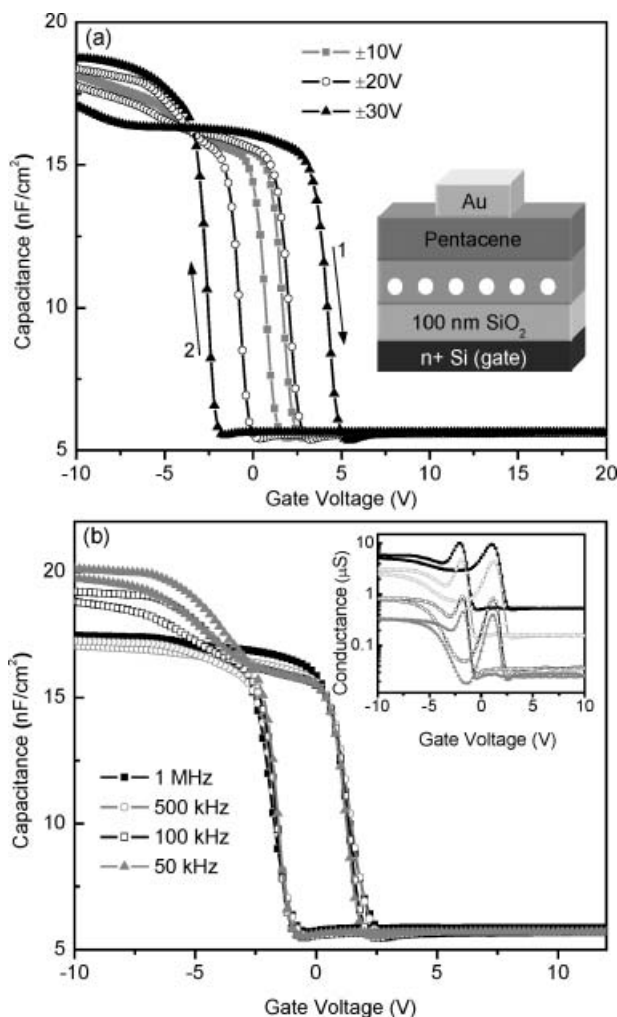 (a)
±10V
±20V
±30V
20
15
10
5
Capacitance (nF/cm²)
1
2
Au
Pentacene
100 nm SiO₂
n+ Si (gate)
-10 -5 0 5 10 15 20
Gate Voltage (V)
(b)
20
15
10
5
Capacitance (nF/cm²)
10
1
0.1
Conductance (µS)
-10 -5 0 5 10
Gate Voltage (V)
1 MHz
500 kHz
100 kHz
50 kHz
-10 -5 0 5 10
Gate Voltage (V)